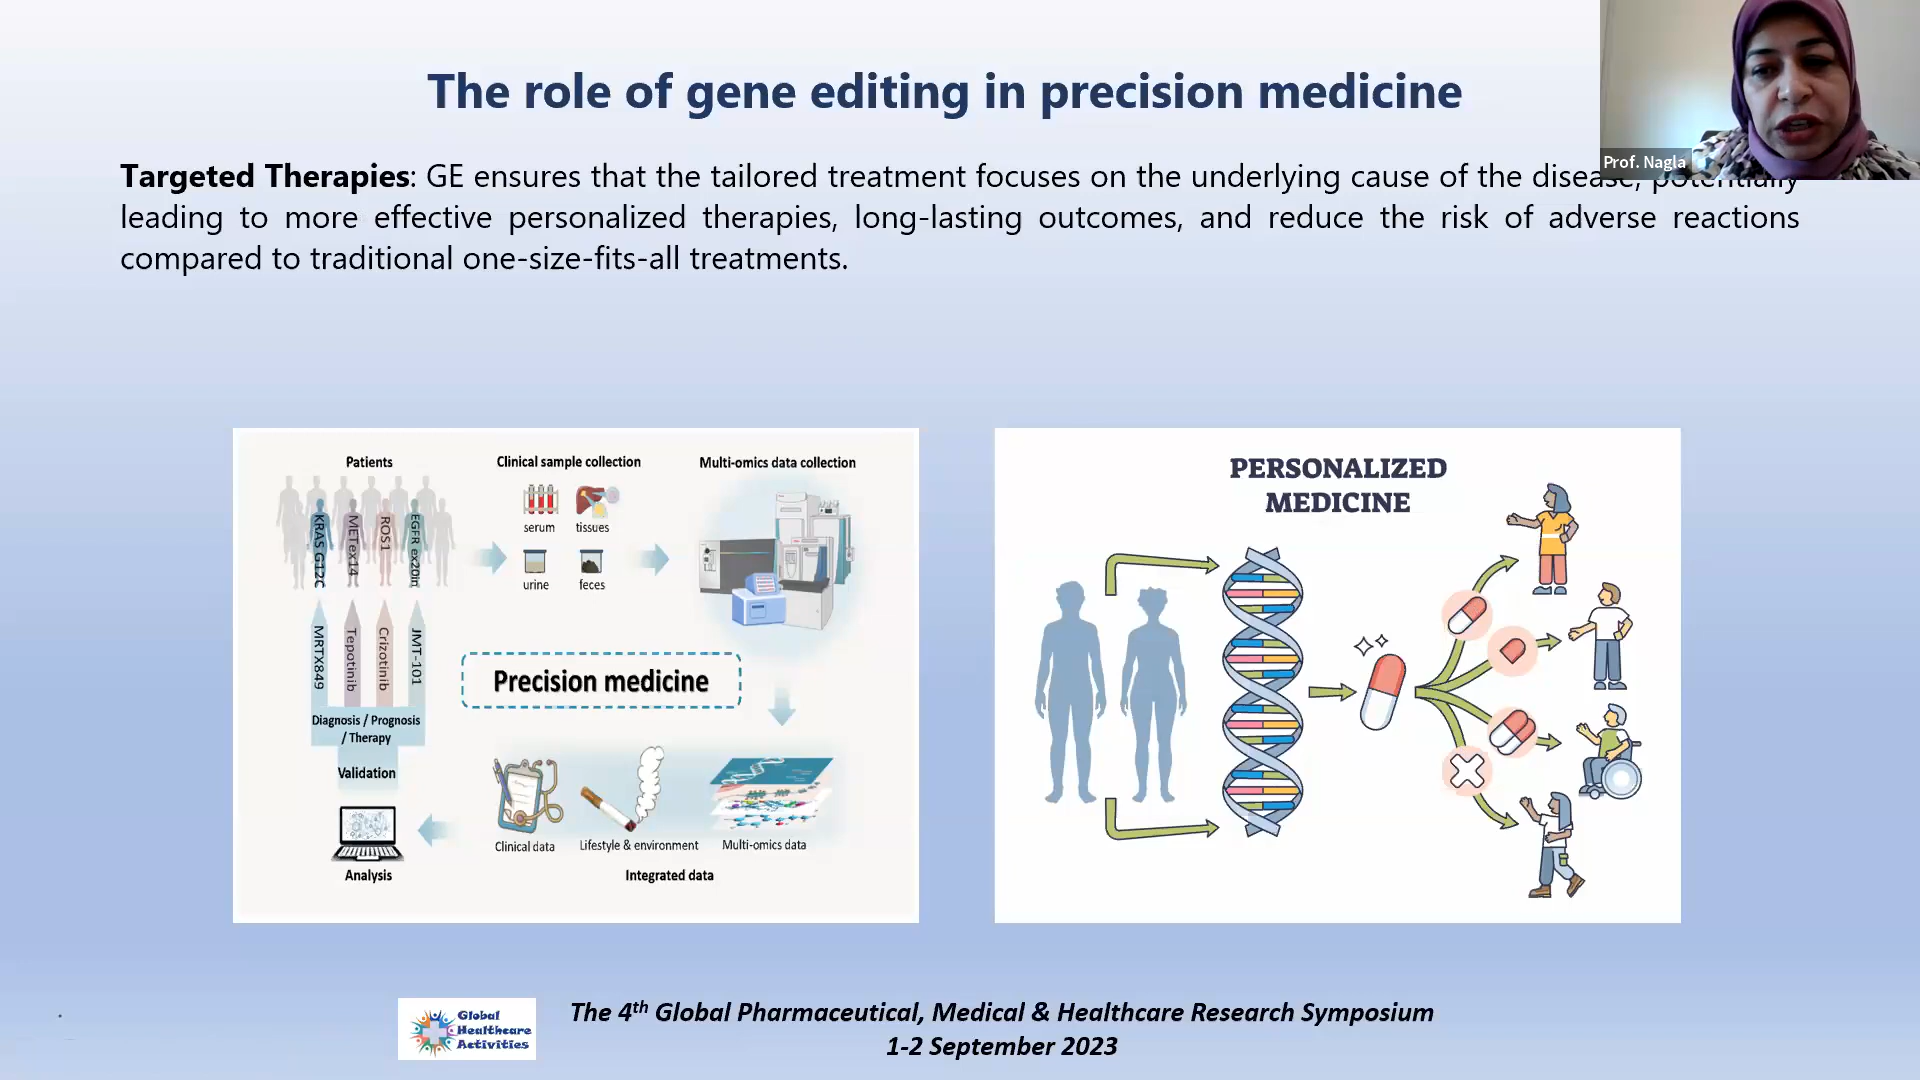 The role of gene editing in precision medicine
Prof. Nagla
Targeted Therapies: GE ensures that the tailored treatment focuses on the underlying cause of the disease, potentially
leading to more effective personalized therapies, long-lasting outcomes, and reduce the risk of adverse reactions
compared to traditional one-size-fits-all treatments.
Patients
Clinical sample collection
Multi-omics data collection
KRAS G12C
METex14
ROS1
EGFR ex20in
serum
tissues
urine
feces
MRTX849
Tepotinib
Crizotinib
JMT-101
Precision medicine
Diagnosis / Prognosis
/ Therapy
Validation
Clinical data
Lifestyle & environment
Multi-omics data
Analysis
Integrated data
PERSONALIZED
MEDICINE
Global
Healthcare
Activities
The 4th Global Pharmaceutical, Medical & Healthcare Research Symposium
1-2 September 2023